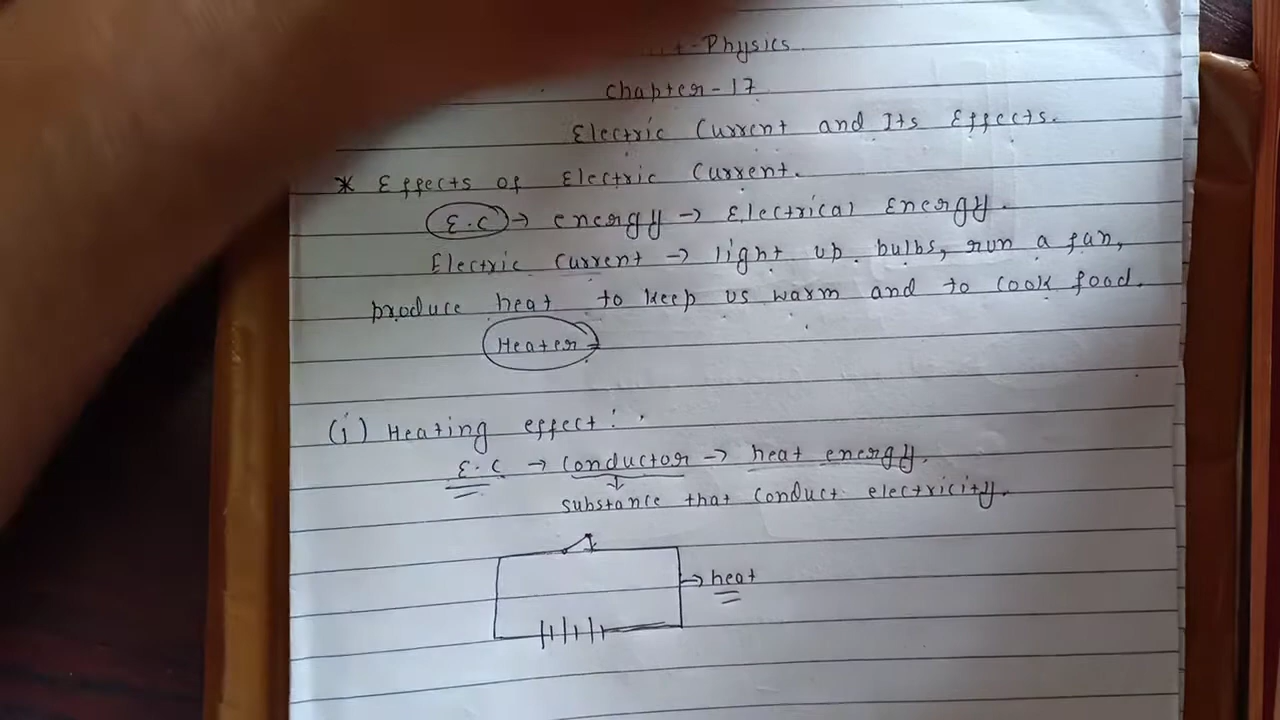 Physics
Chapter-17
Electric Current and Its Effects.
* Effects of Electric Current.
E.C → energy → Electrical Energy.
Electric Current → light up bulbs, run a fan,
produce heat to keep us warm and to cook food.
Heater
(i) Heating effect:
E.C → Conductor → heat energy.
substance that conduct electricity.
→ heat